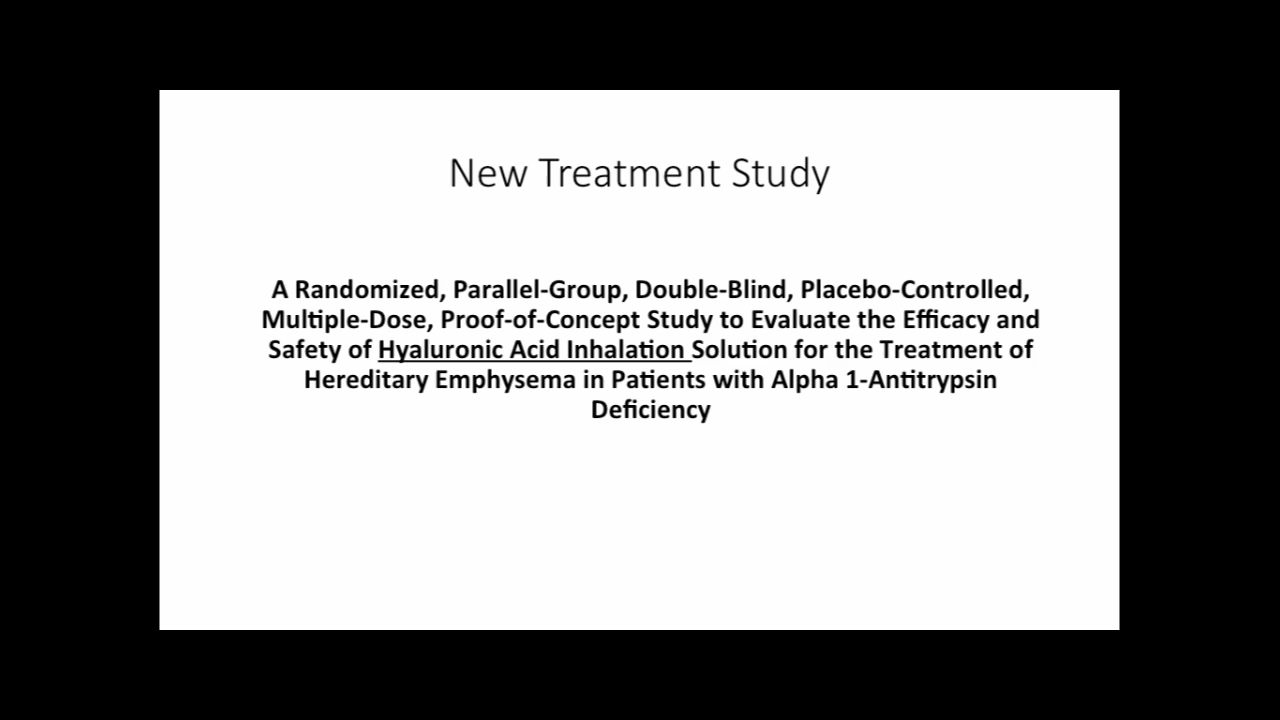 New Treatment Study
A Randomized, Parallel-Group, Double-Blind, Placebo-Controlled,
Multiple-Dose, Proof-of-Concept Study to Evaluate the Efficacy and
Safety of Hyaluronic Acid Inhalation Solution for the Treatment of
Hereditary Emphysema in Patients with Alpha 1-Antitrypsin
Deficiency